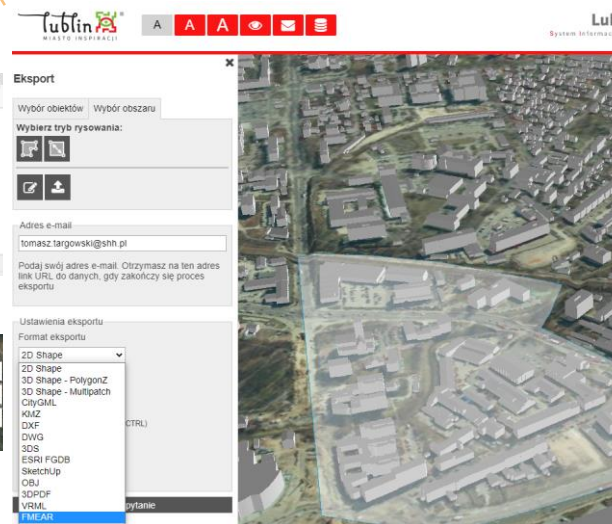 lublin
MIASTO INSPIRACJI
A A A
Lu
System Informa
Eksport
Wybór obiektów Wybór obszaru
Wybierz tryb rysowania:
Adres e-mail
tomasz.targowski@shh.pl
Podaj swój adres e-mail. Otrzymasz na ten adres
link URL do danych, gdy zakończy się proces
eksportu
Ustawienia eksportu
Format eksportu
2D Shape
2D Shape
3D Shape - PolygonZ
3D Shape - Multipatch
CityGML
KMZ
DXF
CTRL)
DWG
3DS
ESRI FGDB
SketchUp
OBJ
3DPDF
VRML
pytanie
FMEAR